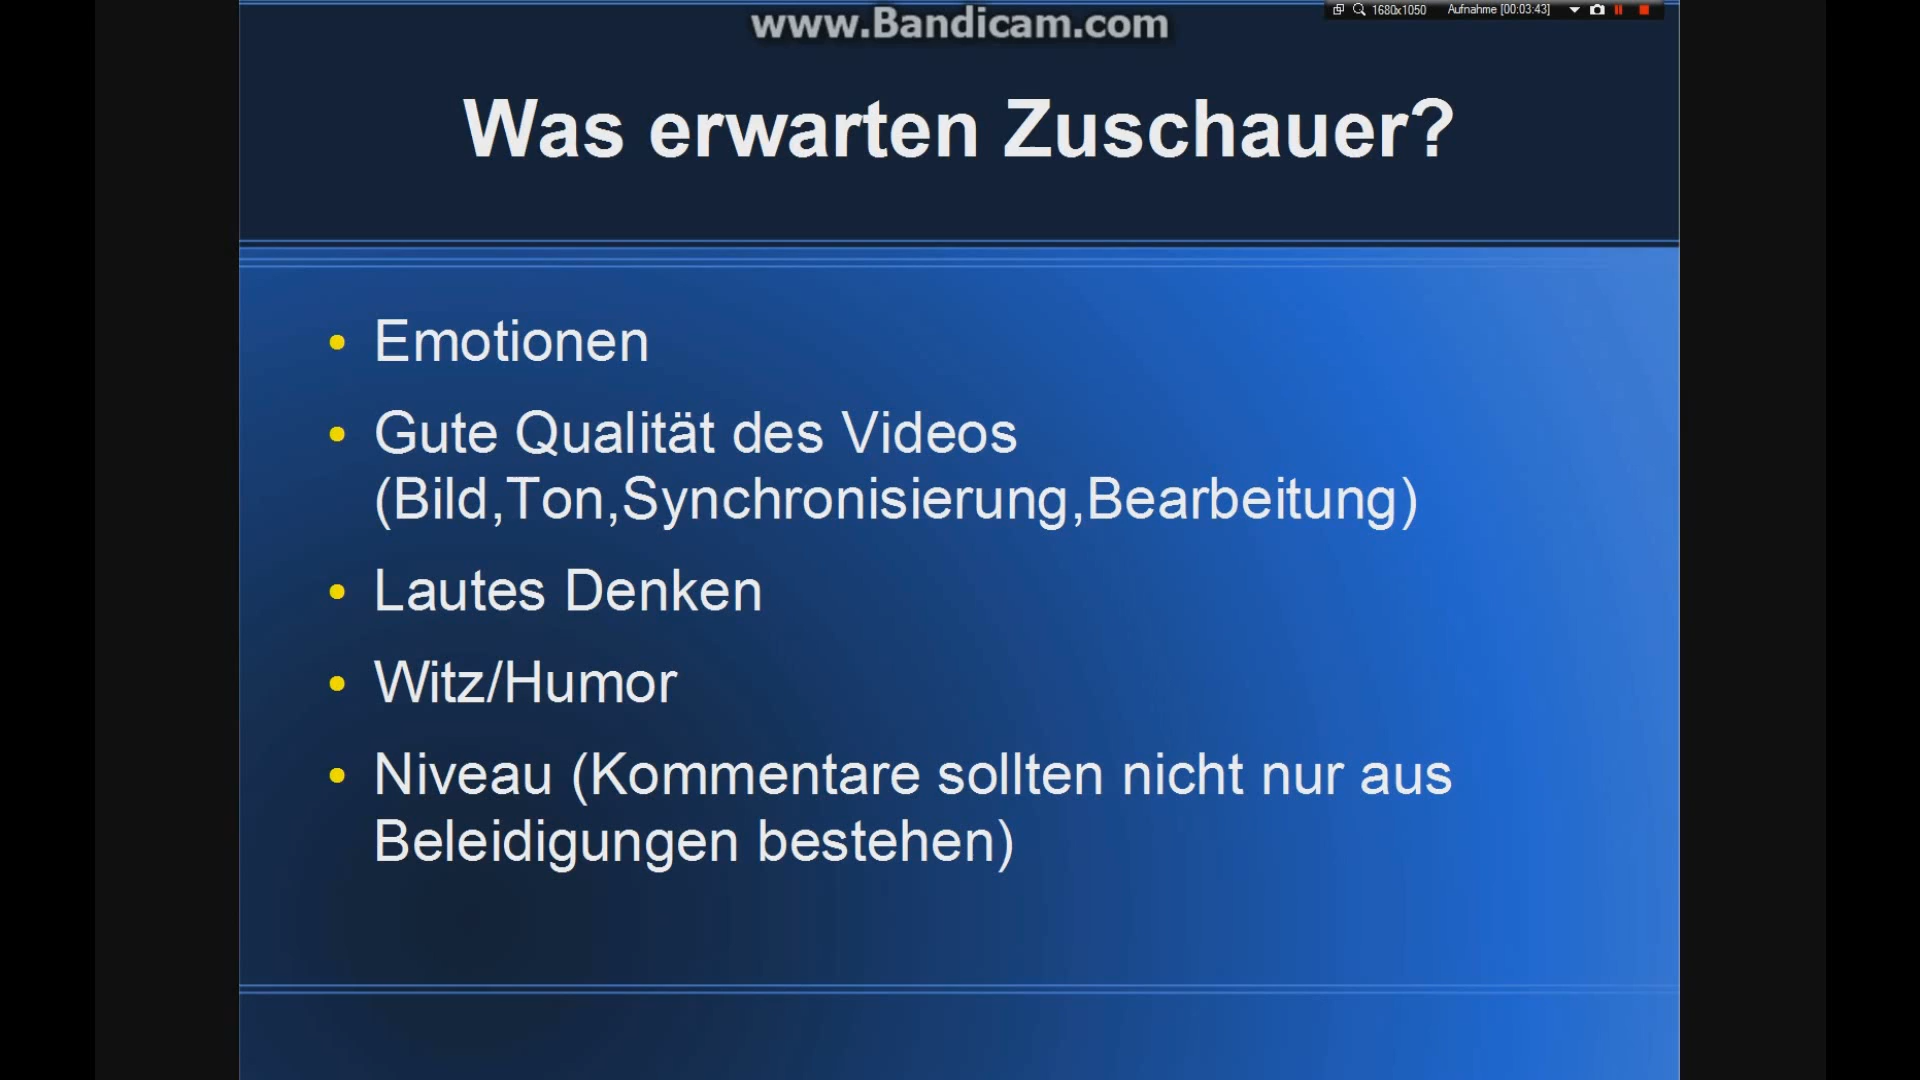 www.Bandicam.com
1680x1050 Aufnahme [00:03:43]
Was erwarten Zuschauer?
• Emotionen
• Gute Qualität des Videos
(Bild,Ton,Synchronisierung,Bearbeitung)
• Lautes Denken
• Witz/Humor
• Niveau (Kommentare sollten nicht nur aus
Beleidigungen bestehen)